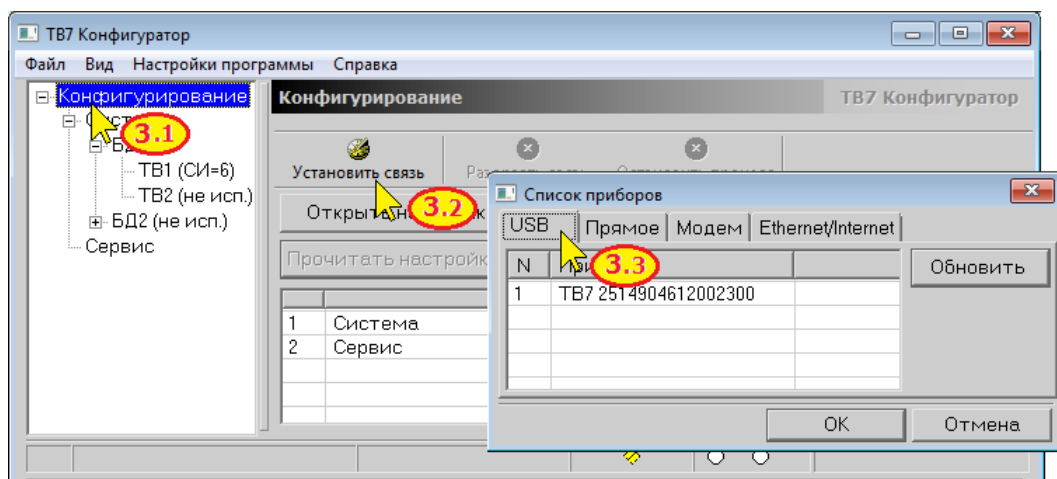 ТВ7 Конфигуратор
Файл Вид Настройки программы Справка
Конфигурирование
3.1
ТВ1 (СИ=6)
ТВ2 (не исп.)
БД2 (не исп.)
Сервис
Конфигурирование ТВ7 Конфигуратор
Установить связь
3.2
Прочитать настройк
1 Система
2 Сервис
Список приборов
USB Прямое Модем Ethernet/Internet
3.3
N
Обновить
1 ТВ7 2514904612002300
OK Отмена